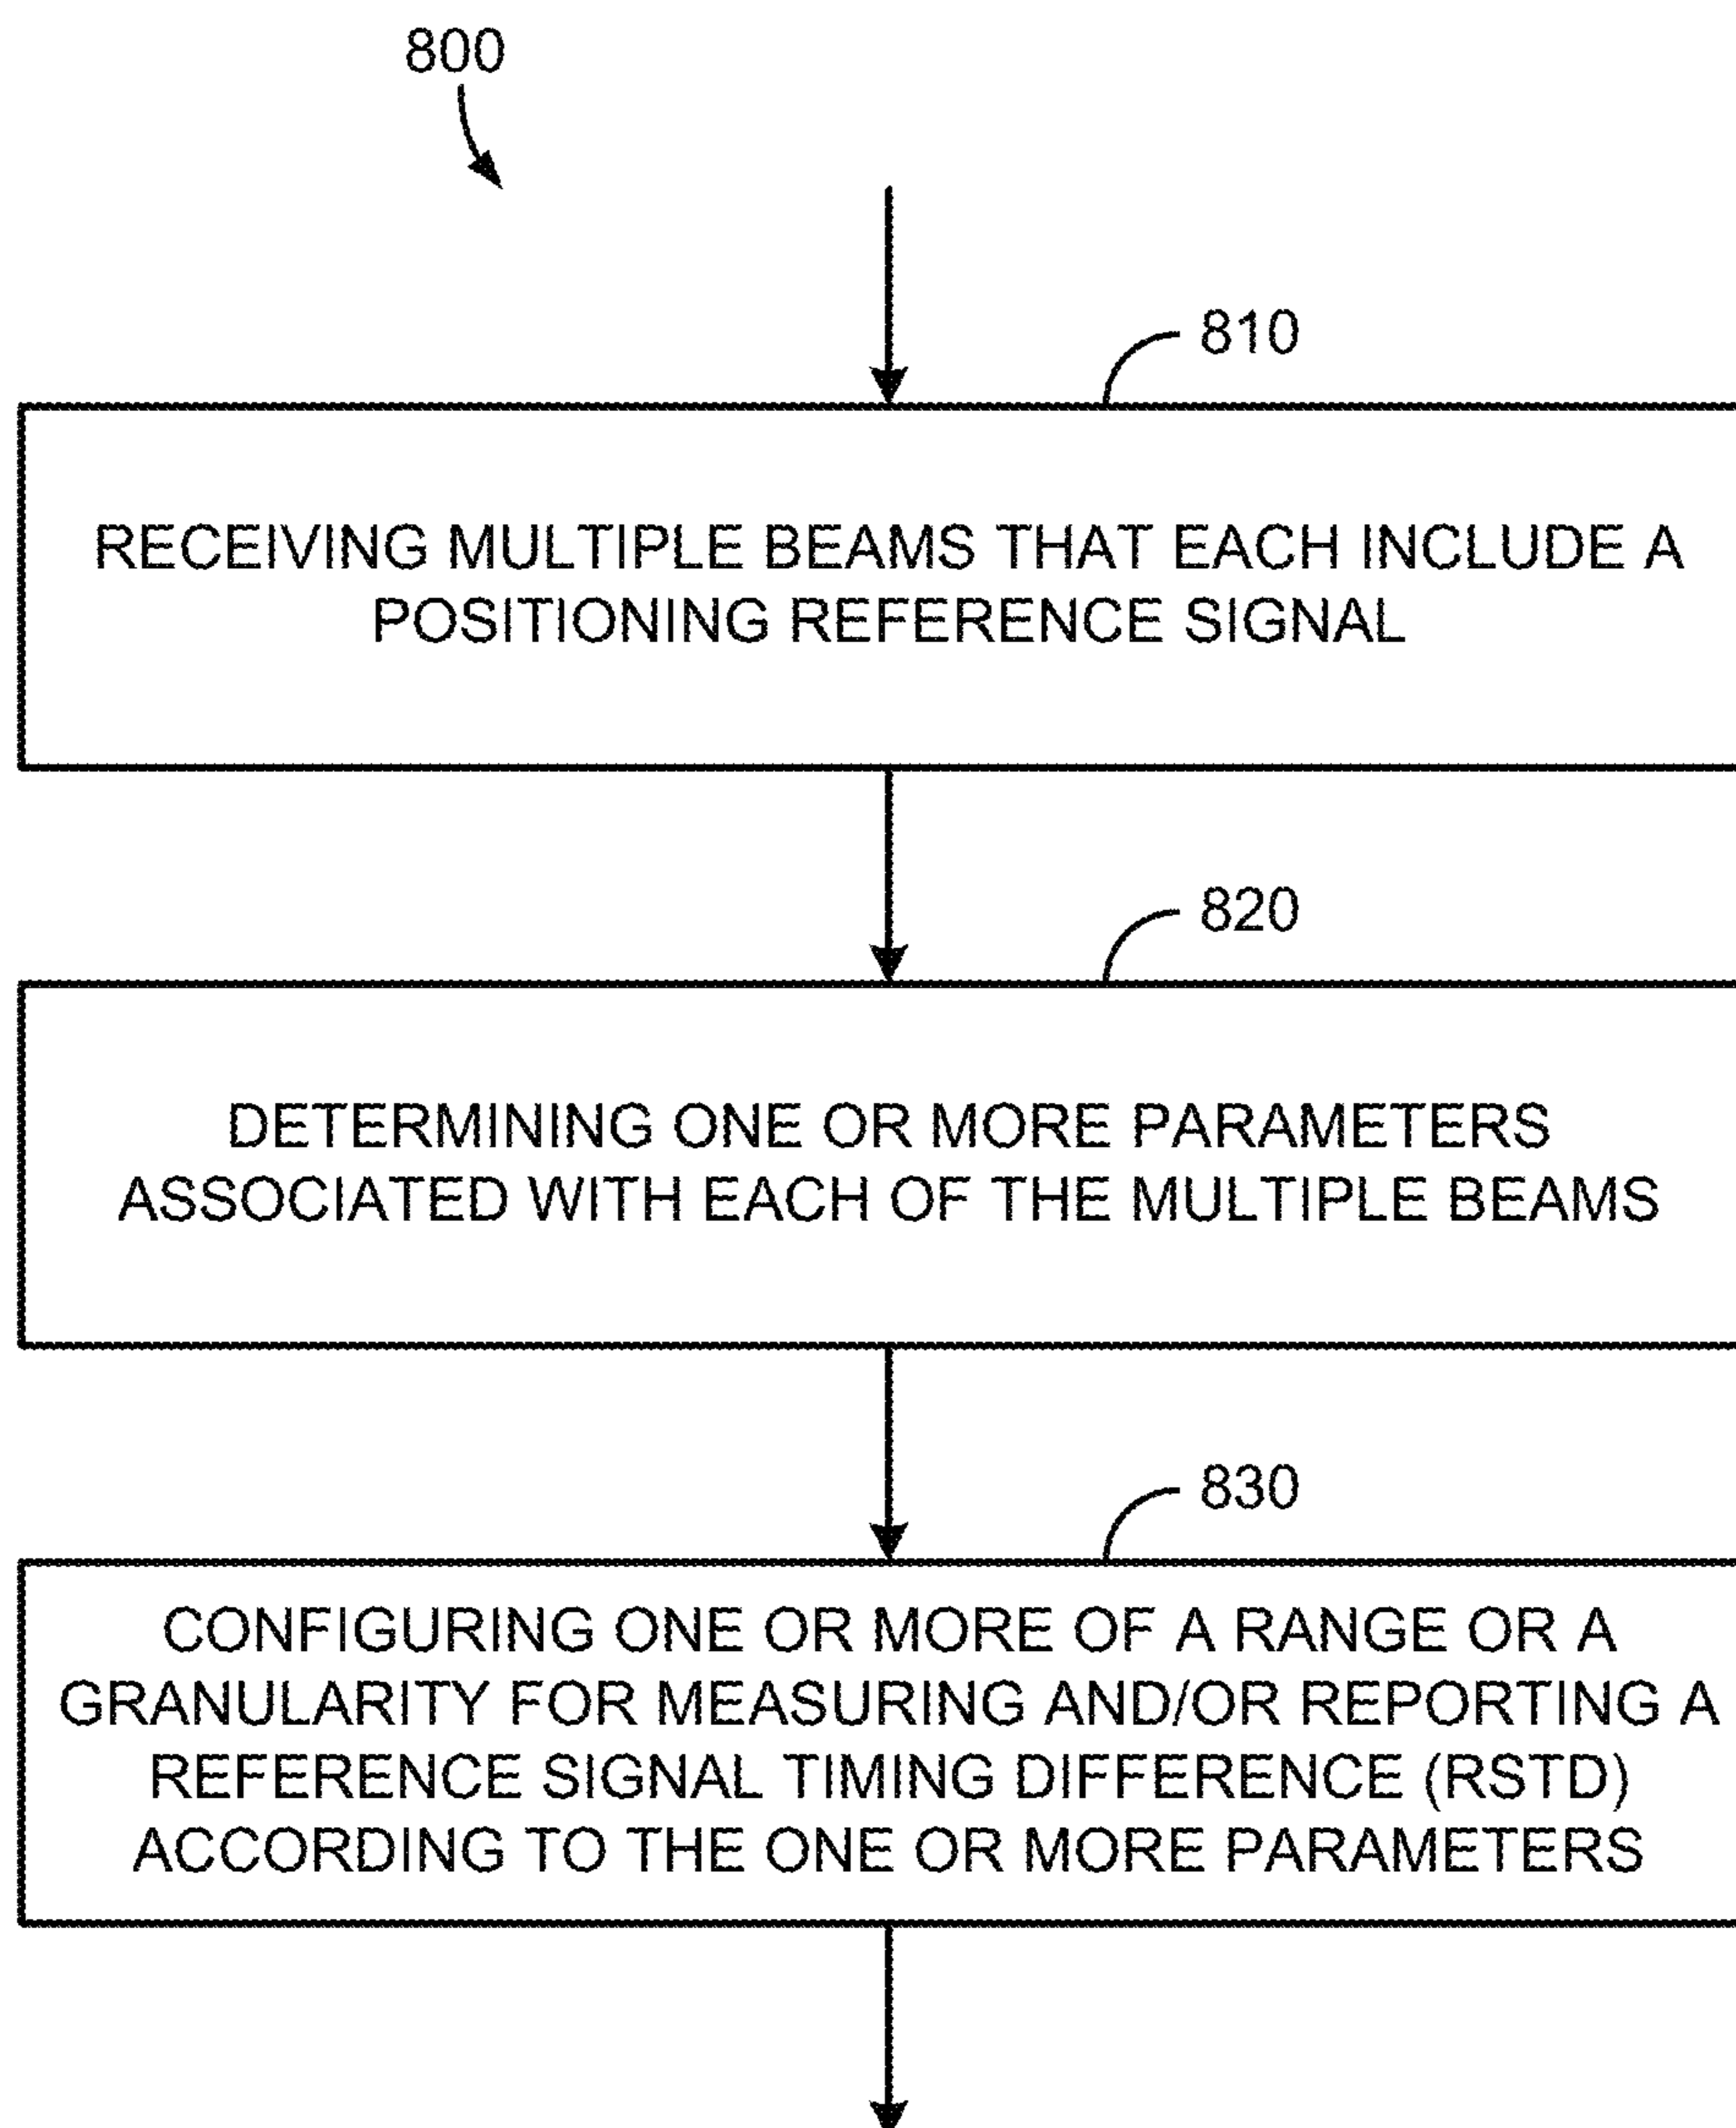 800
810
RECEIVING MULTIPLE BEAMS THAT EACH INCLUDE A
POSITIONING REFERENCE SIGNAL
820
DETERMINING ONE OR MORE PARAMETERS
ASSOCIATED WITH EACH OF THE MULTIPLE BEAMS
830
CONFIGURING ONE OR MORE OF A RANGE OR A
GRANULARITY FOR MEASURING AND/OR REPORTING A
REFERENCE SIGNAL TIMING DIFFERENCE (RSTD)
ACCORDING TO THE ONE OR MORE PARAMETERS